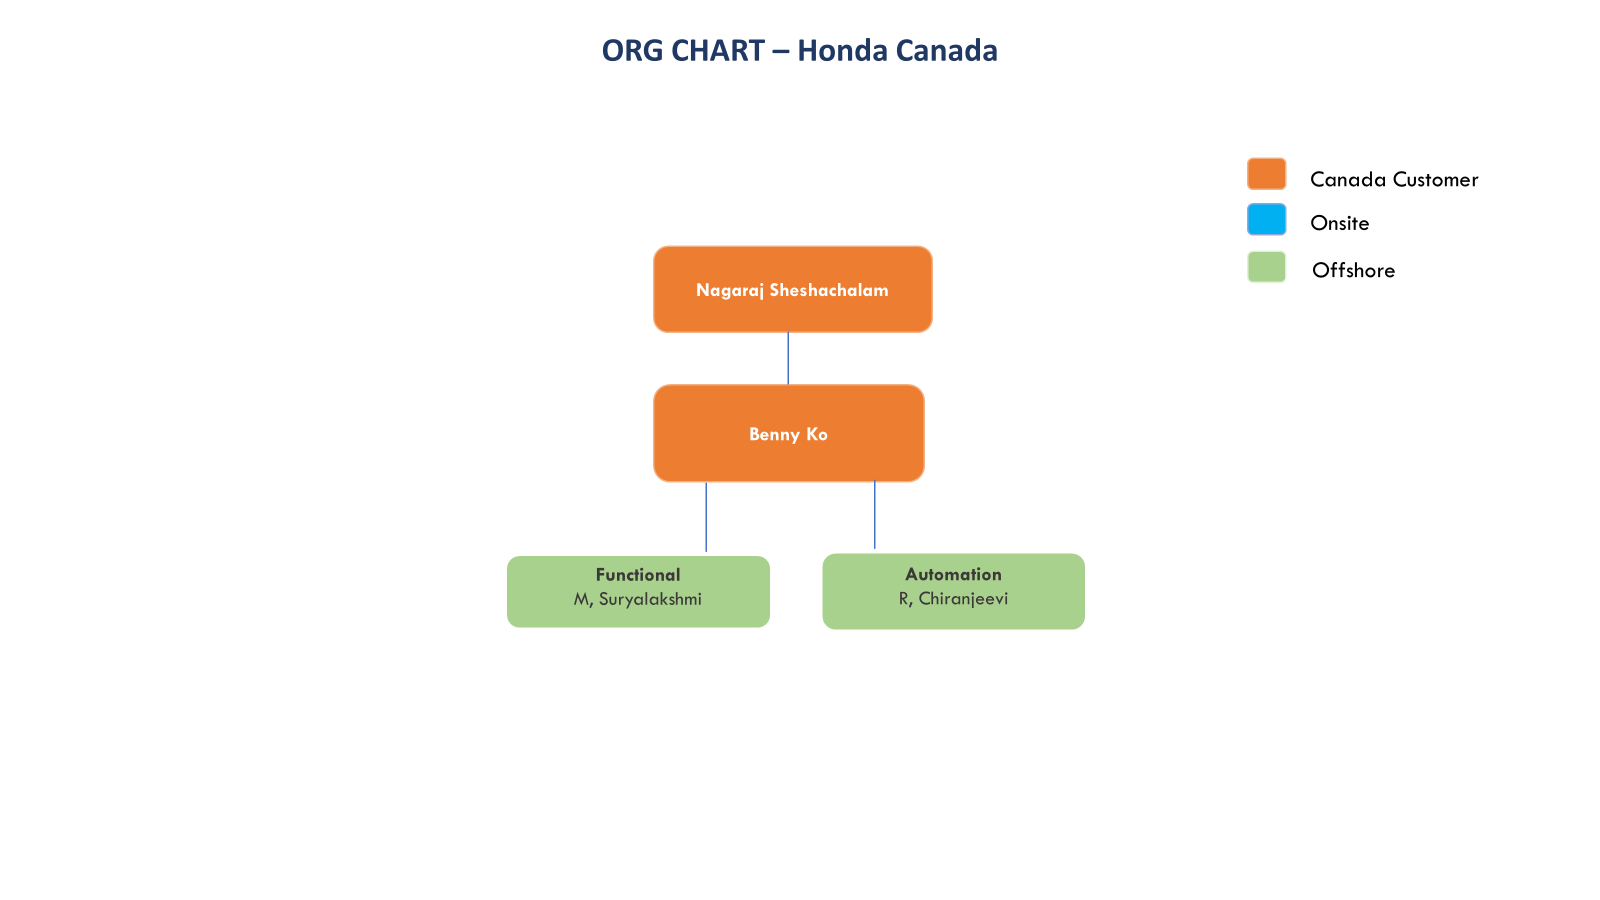 ORG CHART – Honda Canada
Canada Customer
Onsite
Offshore
Nagaraj Sheshachalam
Benny Ko
Functional
M, Suryalakshmi
Automation
R, Chiranjeevi